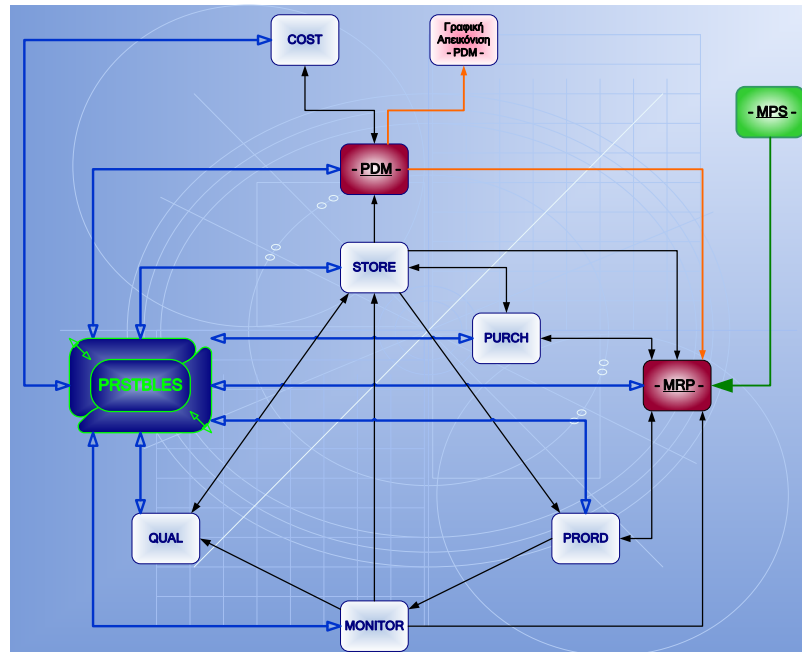 COST
Γραφική
Απεικόνιση
- PDM -
- MPS -
- PDM -
STORE
PURCH
PRSTBLES
- MRP -
QUAL
PRORD
MONITOR